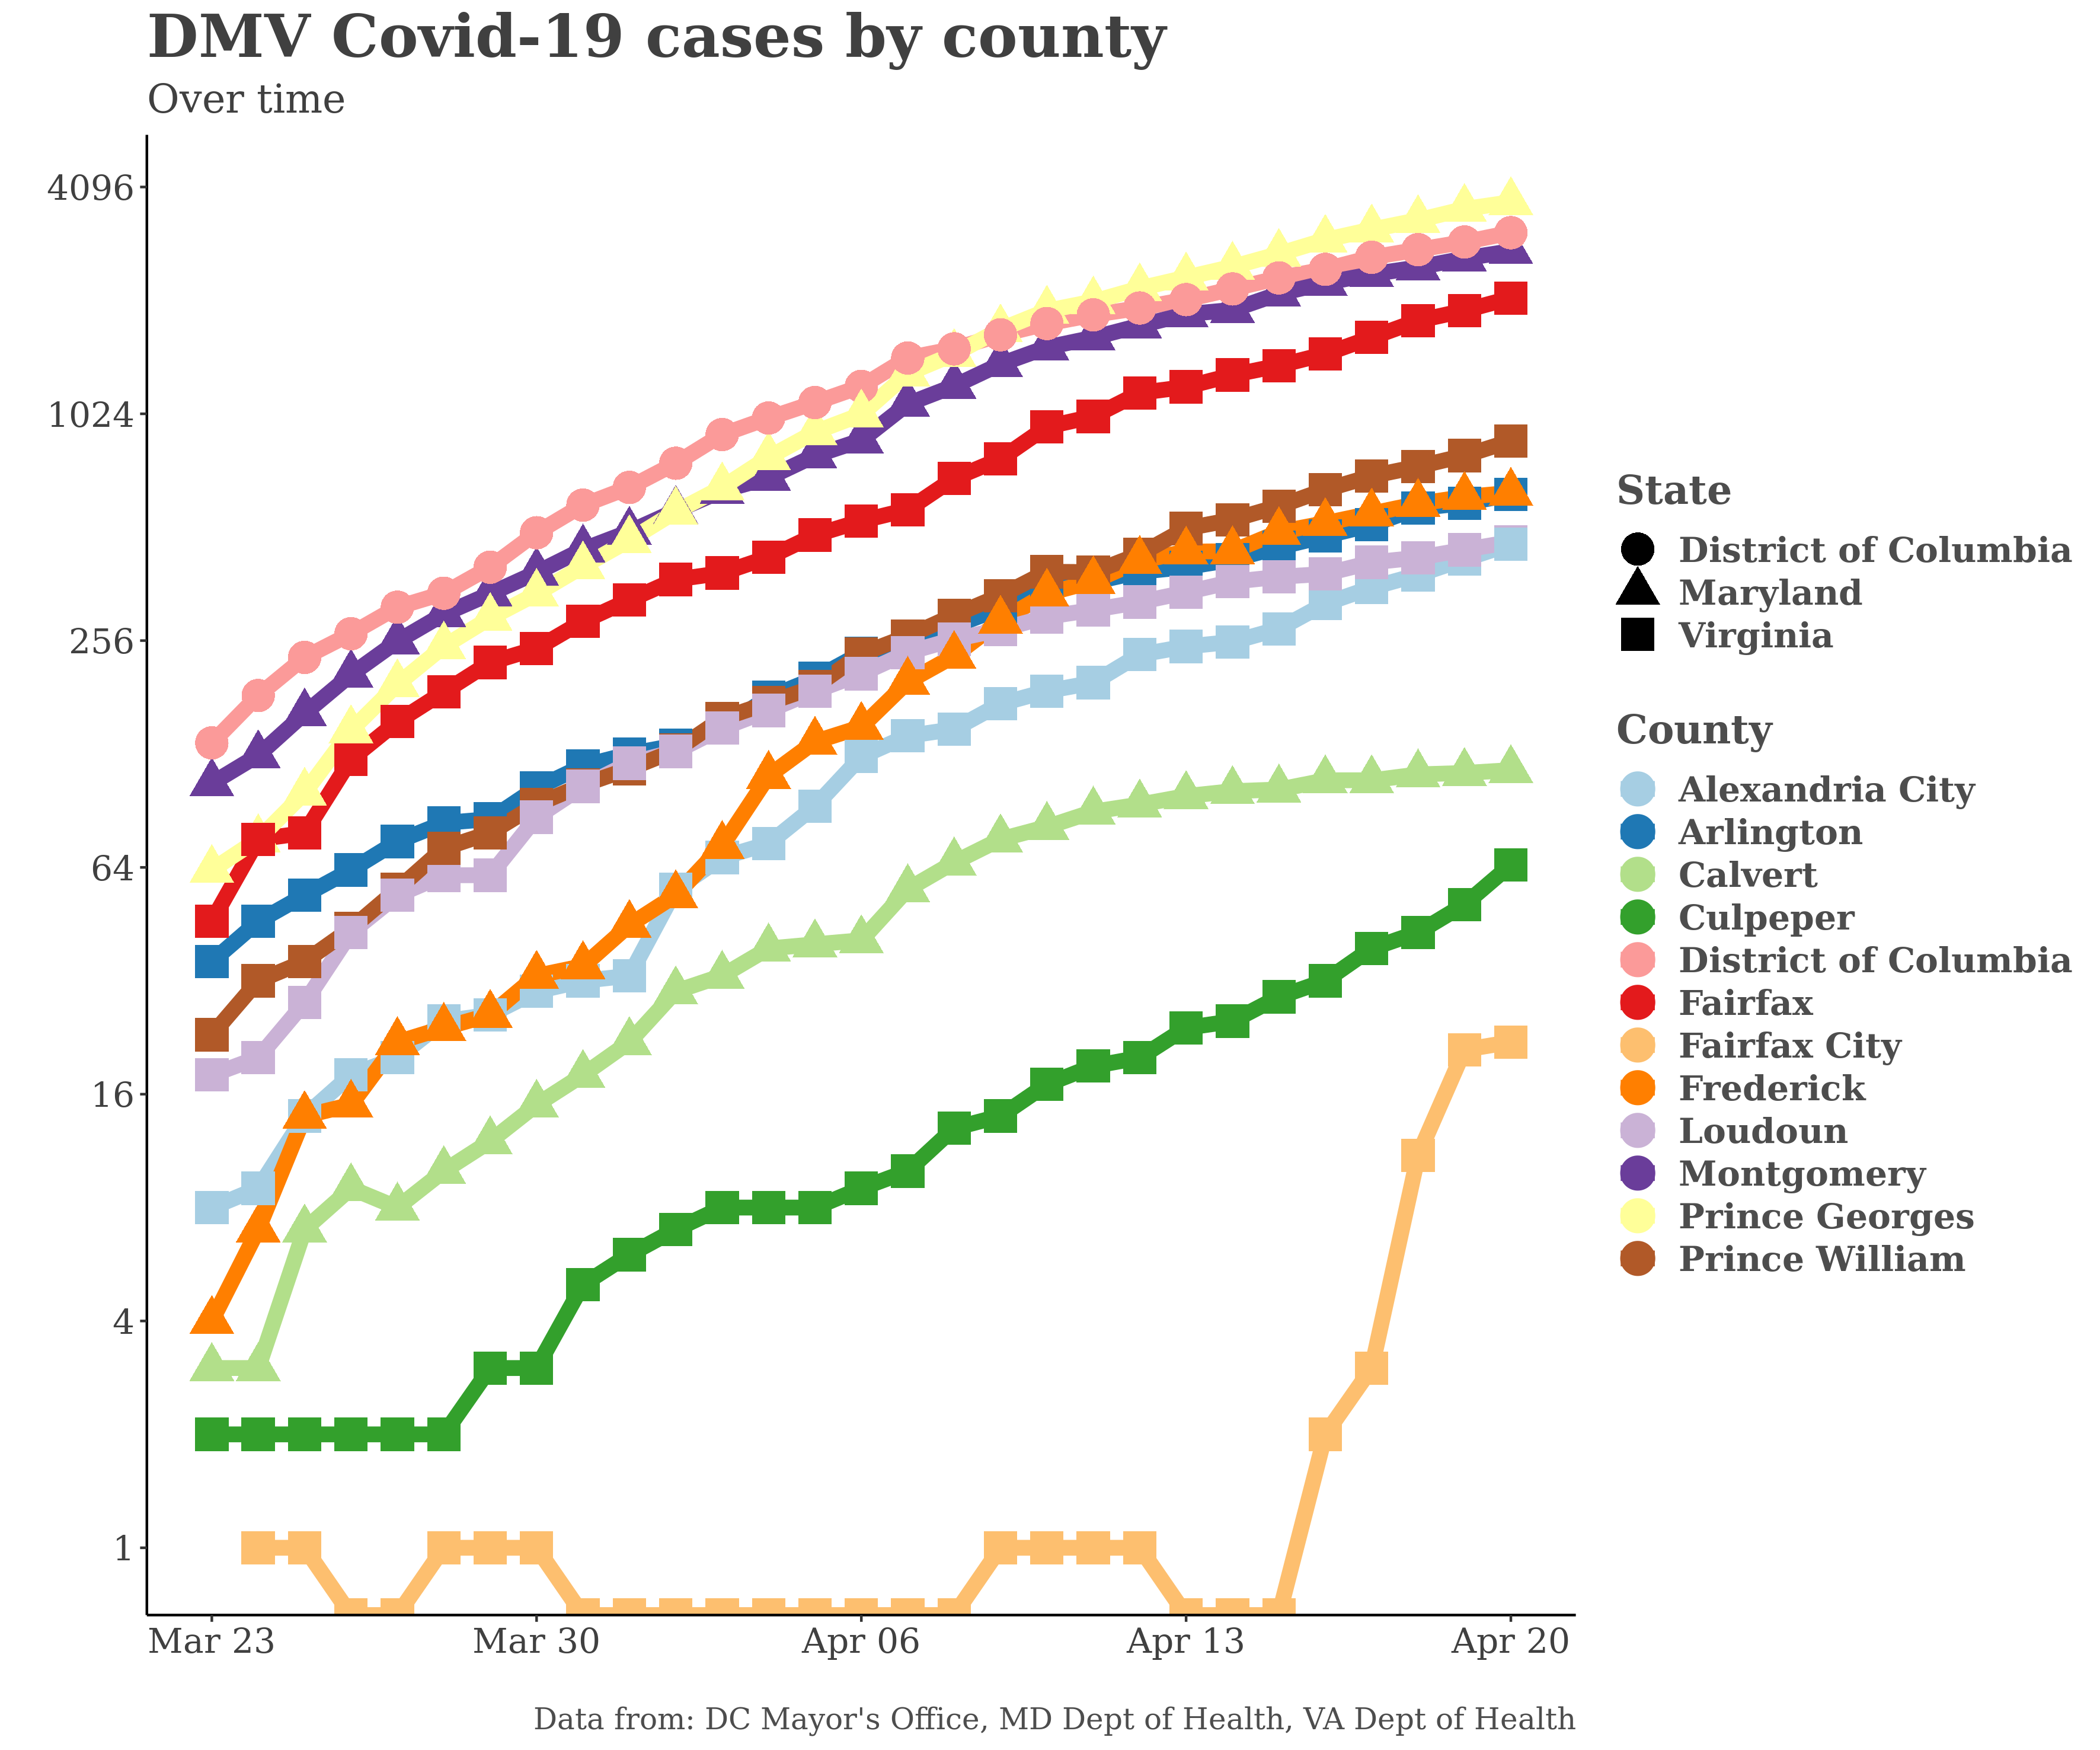 DMV Covid-19 cases by county
Over time
4096
1024
256
64
16
4
1
Mar 23
Mar 30
Apr 06
Apr 13
Apr 20
State
District of Columbia
Maryland
Virginia
County
Alexandria City
Arlington
Calvert
Culpeper
District of Columbia
Fairfax
Fairfax City
Frederick
Loudoun
Montgomery
Prince Georges
Prince William
Data from: DC Mayor's Office, MD Dept of Health, VA Dept of Health